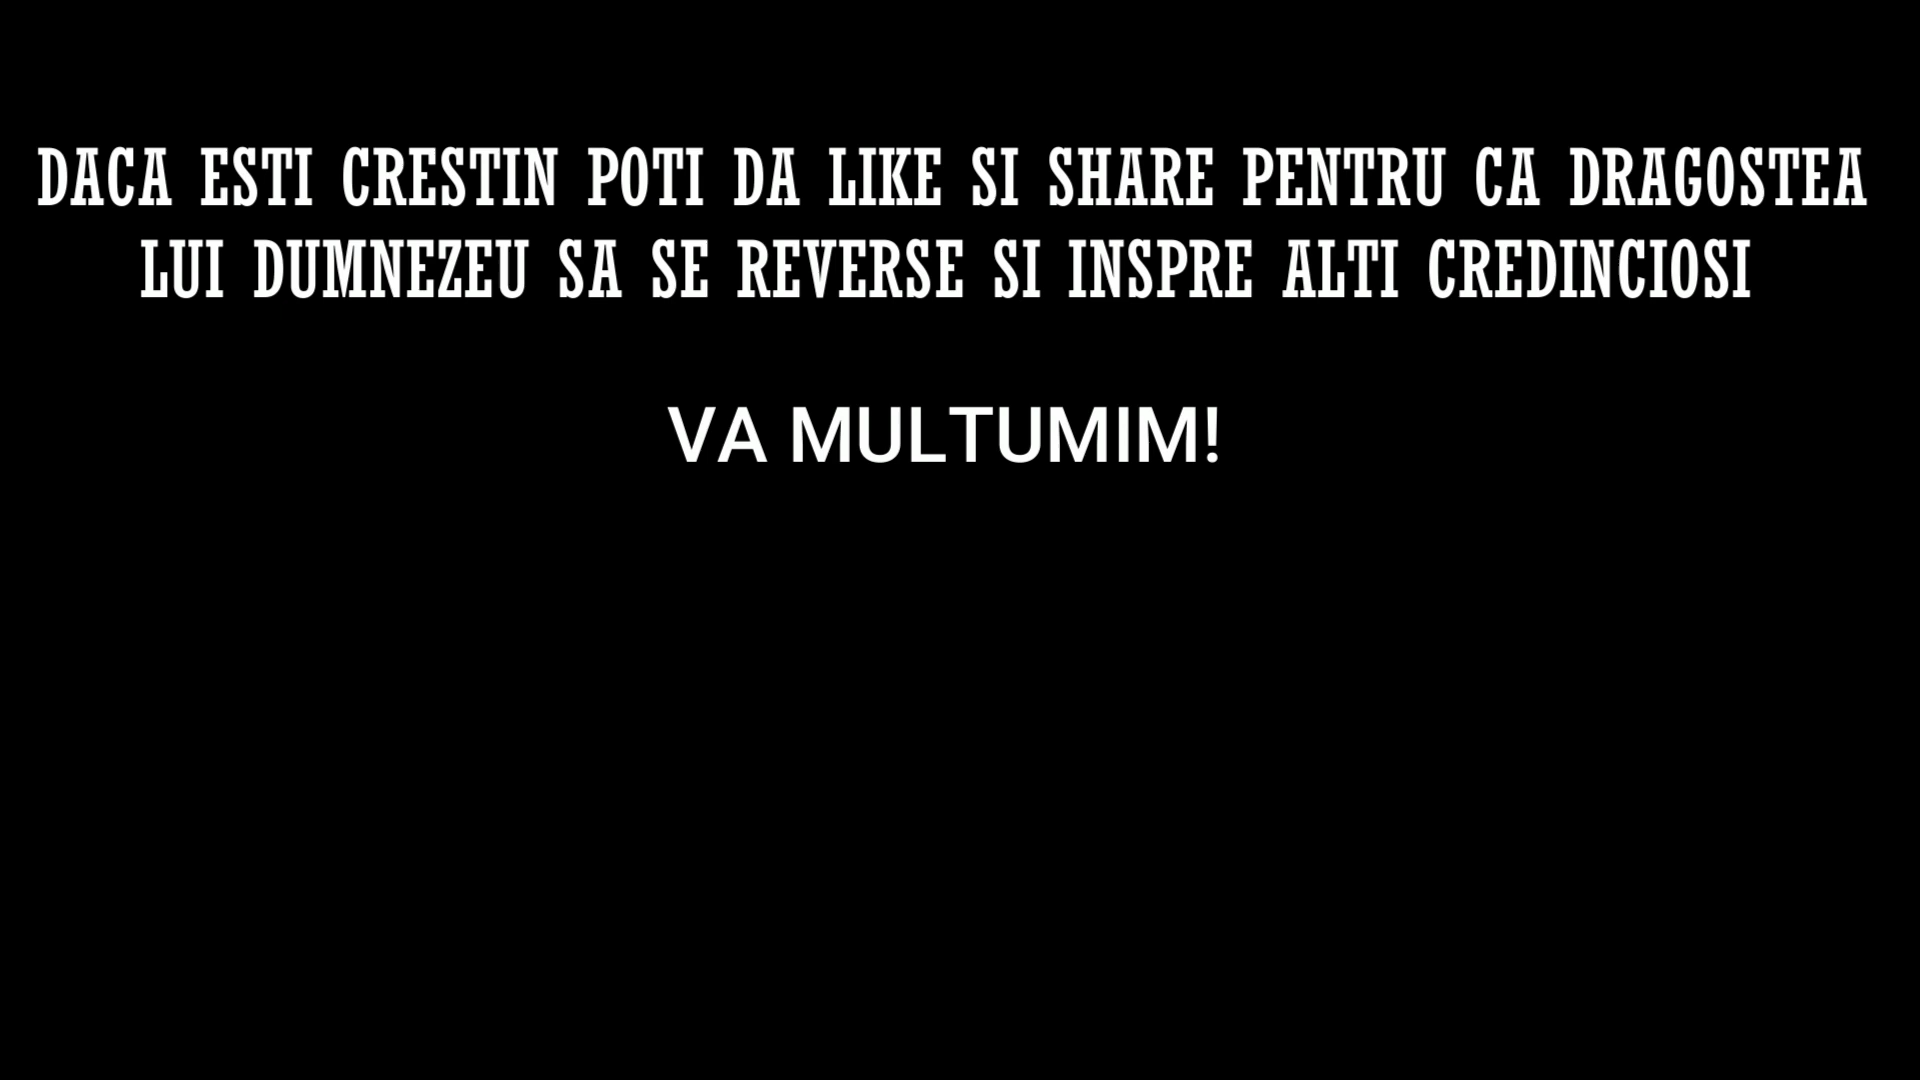 DACA ESTI CRESTIN POTI DA LIKE SI SHARE PENTRU CA DRAGOSTEA
LUI DUMNEZEU SA SE REVERSE SI INSPRE ALTI CREDINCIOSI
VA MULTUMIM!